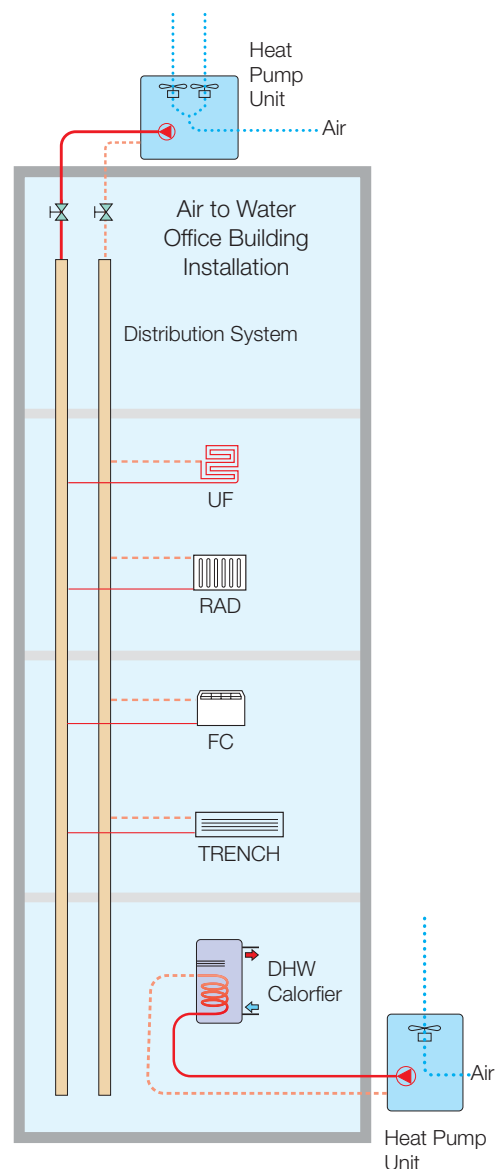 Heat
Pump
Unit
Air
Air to Water
Office Building
Installation
Distribution System
UF
RAD
FC
TRENCH
DHW
Calorfier
Air
Heat Pump
Unit